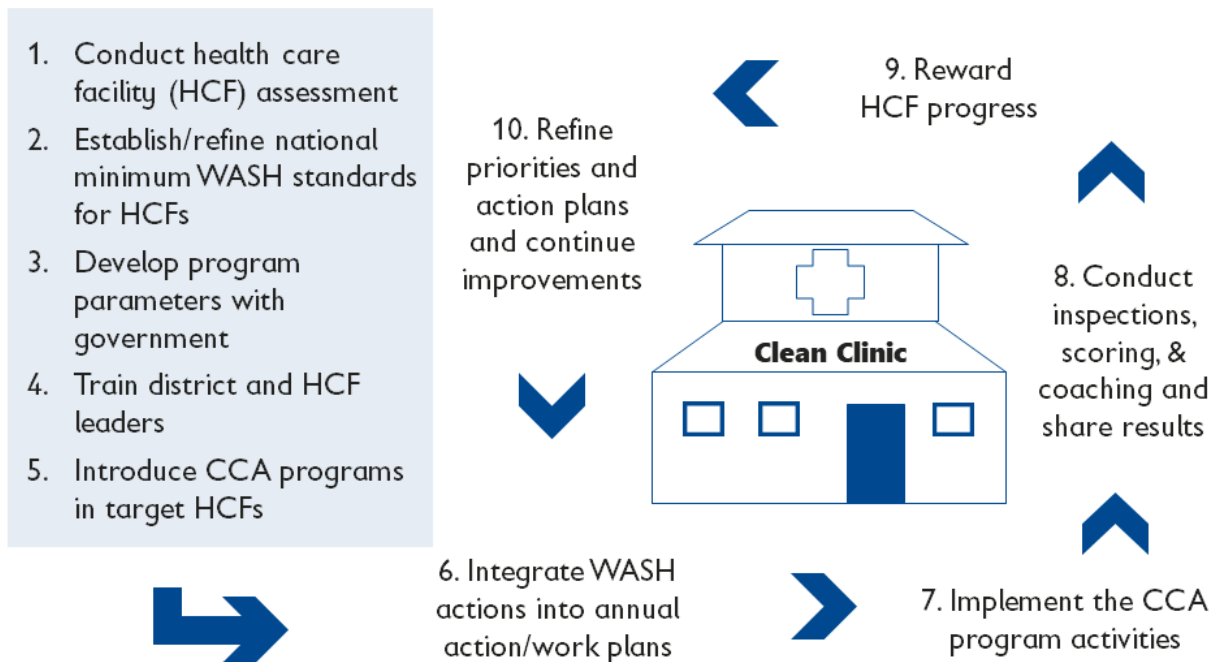 1. Conduct health care
facility (HCF) assessment
2. Establish/refine national
minimum WASH standards
for HCFs
3. Develop program
parameters with
government
4. Train district and HCF
leaders
5. Introduce CCA programs
in target HCFs
6. Integrate WASH
actions into annual
action/work plans
7. Implement the CCA
program activities
8. Conduct
inspections,
scoring, &
coaching and
share results
9. Reward
HCF progress
10. Refine
priorities and
action plans
and continue
improvements
Clean Clinic